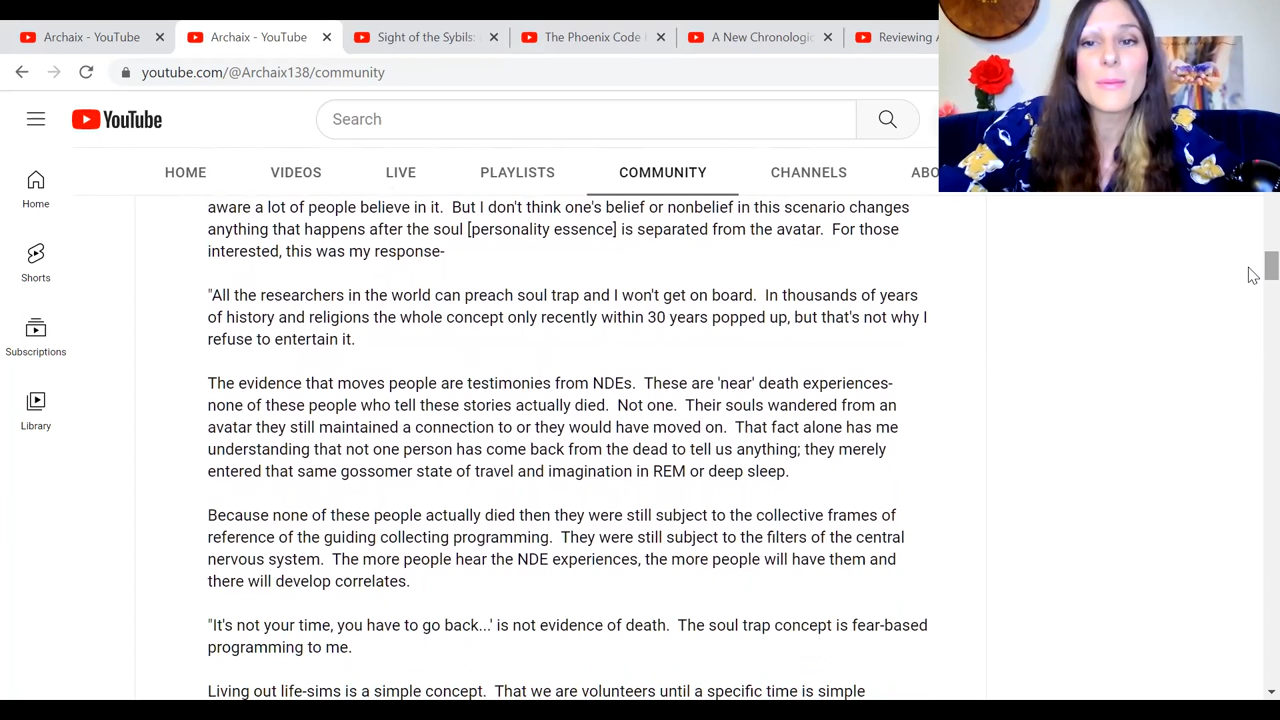 Archaix - YouTube
Archaix - YouTube
Sight of the Sybils:
The Phoenix Code
A New Chronologic
Reviewing
youtube.com/@Archaix138/community
YouTube
Search
HOME VIDEOS LIVE PLAYLISTS COMMUNITY CHANNELS ABO
Home
Shorts
Subscriptions
Library
aware a lot of people believe in it. But I don't think one's belief or nonbelief in this scenario changes
anything that happens after the soul [personality essence] is separated from the avatar. For those
interested, this was my response-
"All the researchers in the world can preach soul trap and I won't get on board. In thousands of years
of history and religions the whole concept only recently within 30 years popped up, but that's not why I
refuse to entertain it.
The evidence that moves people are testimonies from NDEs. These are 'near' death experiences-
none of these people who tell these stories actually died. Not one. Their souls wandered from an
avatar they still maintained a connection to or they would have moved on. That fact alone has me
understanding that not one person has come back from the dead to tell us anything; they merely
entered that same gossomer state of travel and imagination in REM or deep sleep.
Because none of these people actually died then they were still subject to the collective frames of
reference of the guiding collecting programming. They were still subject to the filters of the central
nervous system. The more people hear the NDE experiences, the more people will have them and
there will develop correlates.
"It's not your time, you have to go back...' is not evidence of death. The soul trap concept is fear-based
programming to me.
Living out life-sims is a simple concept. That we are volunteers until a specific time is simple